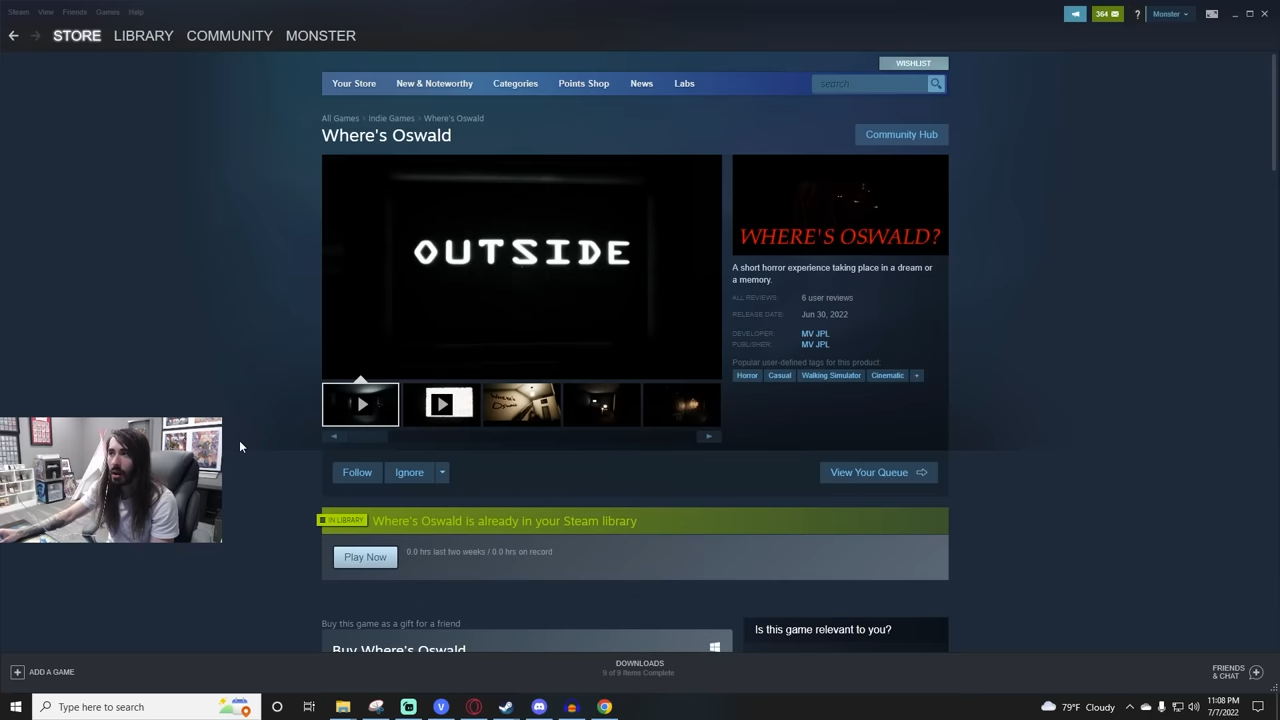 Steam View Friends Games Help
364
?
Monster
STORE LIBRARY COMMUNITY MONSTER
WISHLIST
Your Store New & Noteworthy Categories Points Shop News Labs
search
All Games > Indie Games > Where's Oswald
Where's Oswald
Community Hub
OUTSIDE
WHERE'S OSWALD?
A short horror experience taking place in a dream or
a memory.
ALL REVIEWS: 6 user reviews
RELEASE DATE: Jun 30, 2022
DEVELOPER: MV JPL
PUBLISHER: MV JPL
Popular user-defined tags for this product:
Horror Casual Walking Simulator Cinematic +
Follow Ignore
View Your Queue
IN LIBRARY Where's Oswald is already in your Steam library
Play Now 0.0 hrs last two weeks / 0.0 hrs on record
Buy this game as a gift for a friend
Buy Where's Oswald
Is this game relevant to you?
ADD A GAME
DOWNLOADS
9 of 9 Items Complete
FRIENDS
& CHAT
Type here to search
79°F Cloudy
11:08 PM
7/7/2022